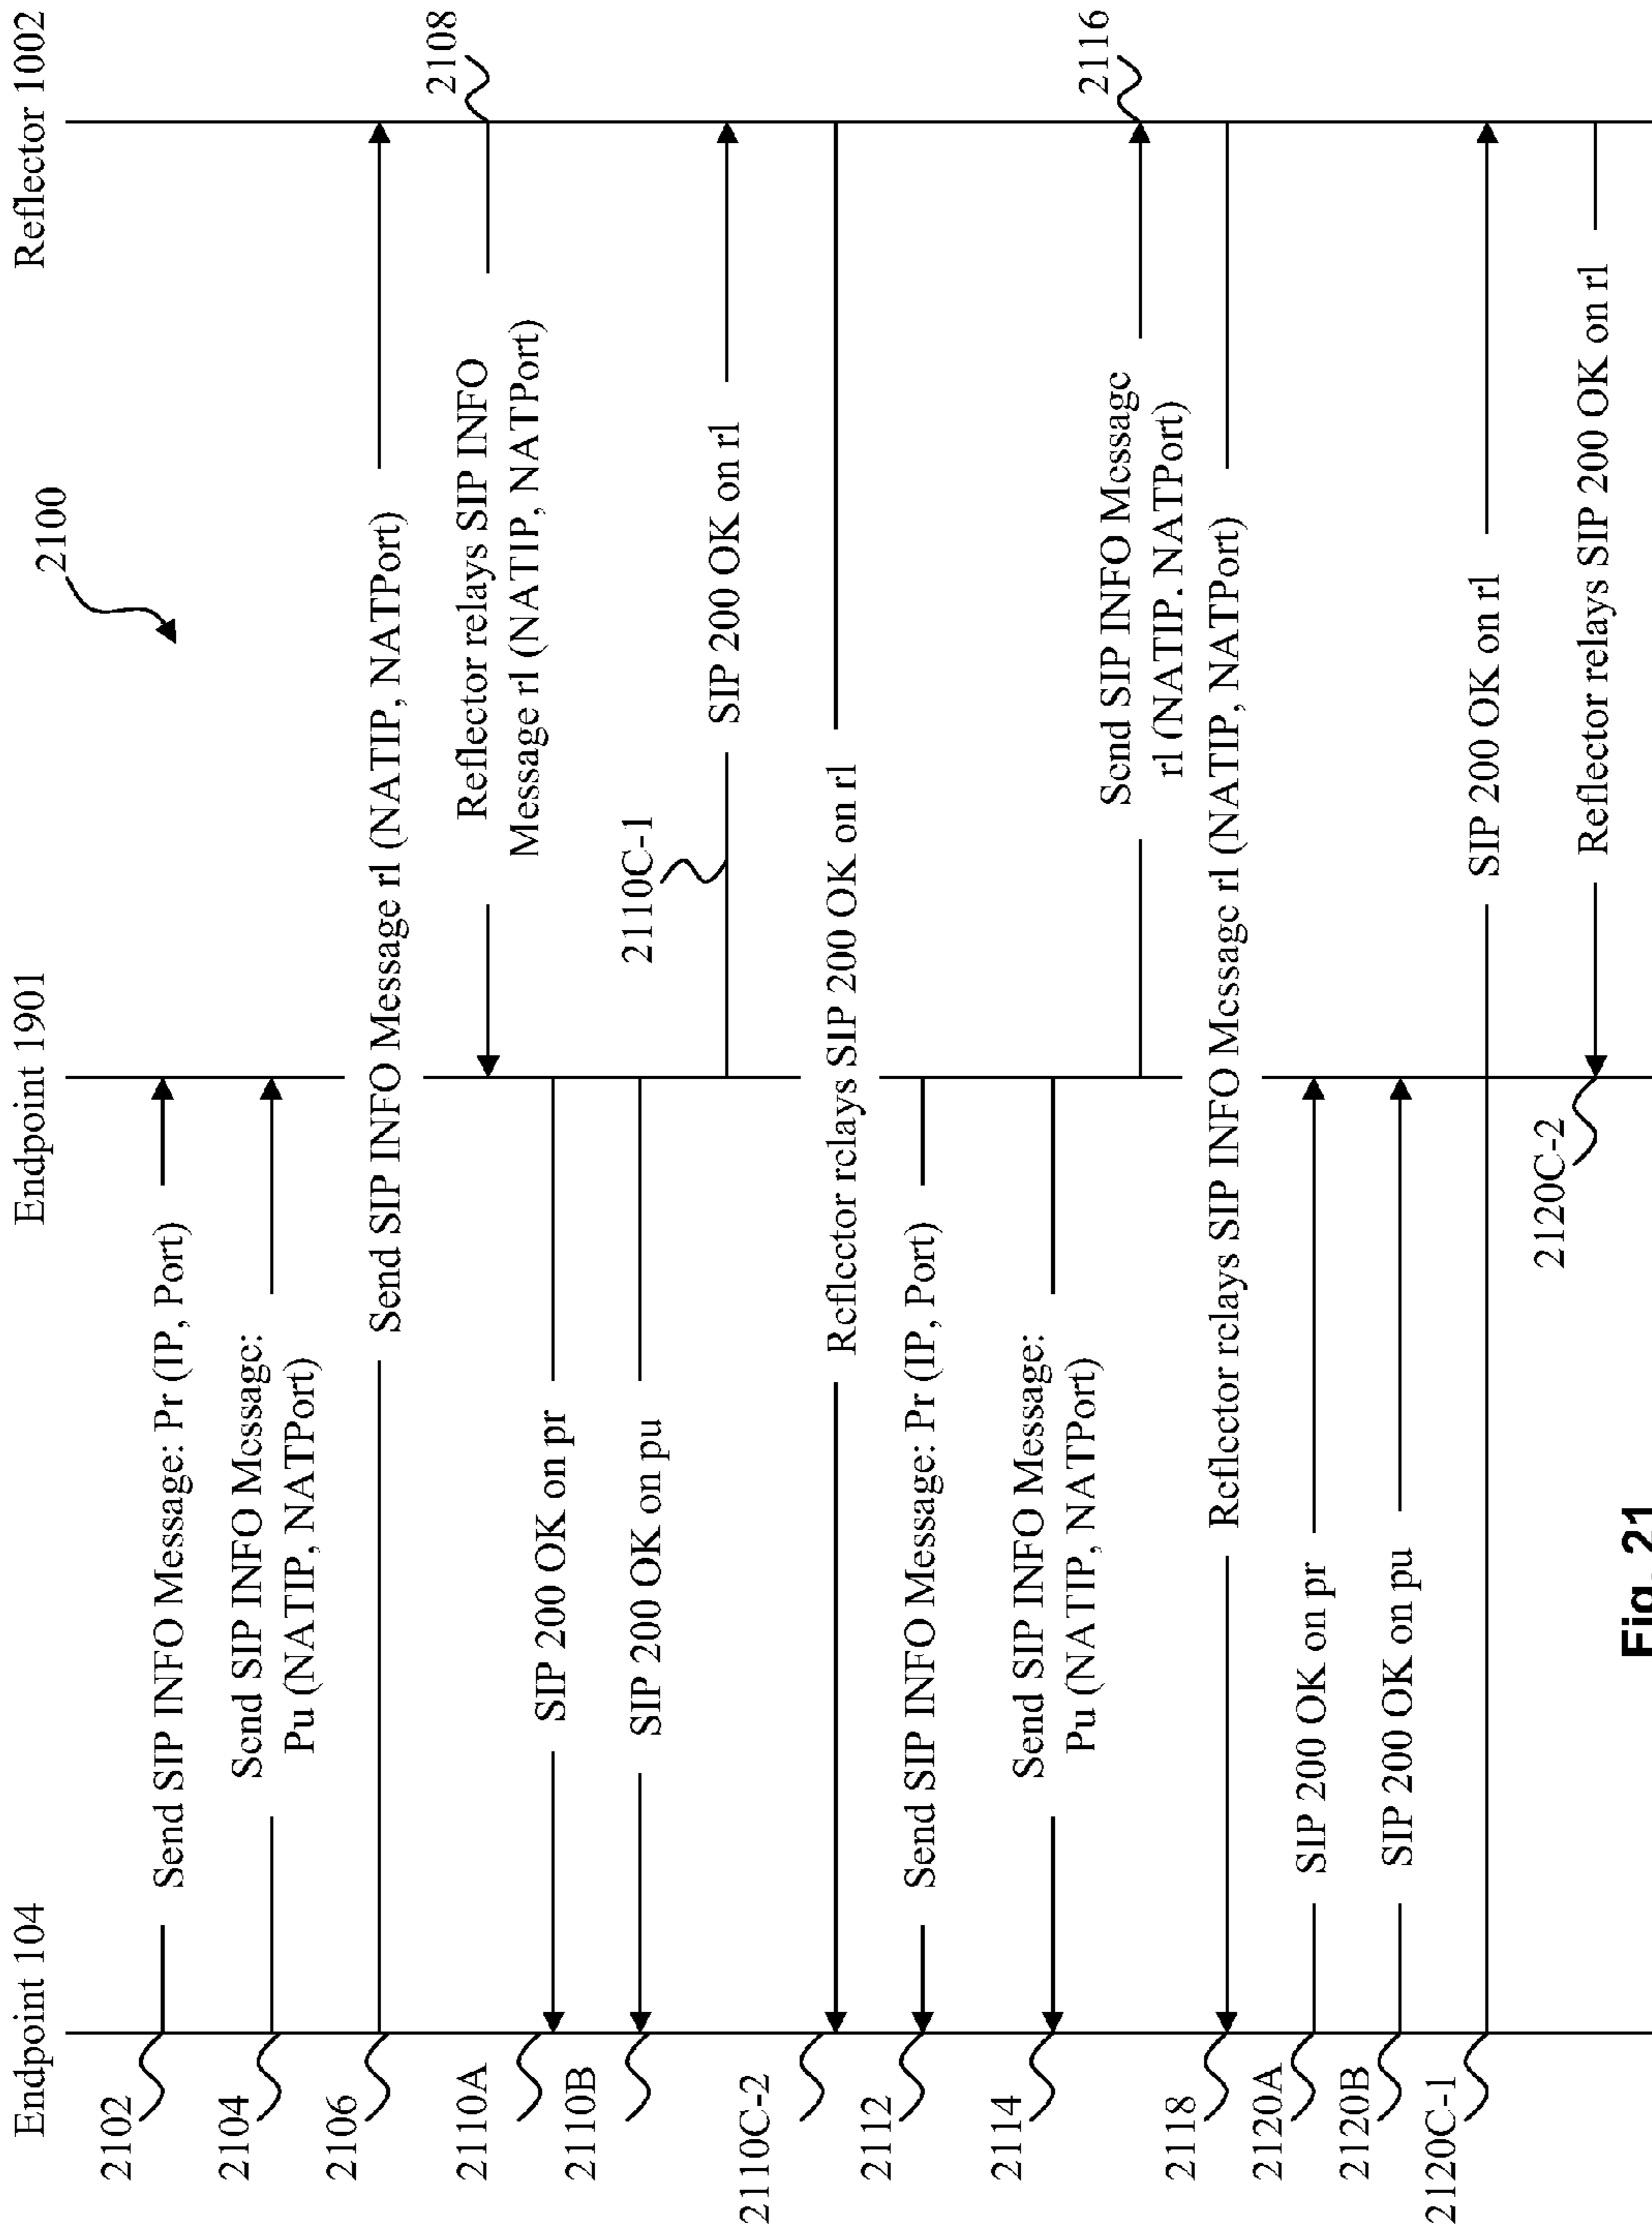 Endpoint 104
Endpoint 1901
Reflector 1002
2100
2102
Send SIP INFO Message: Pr (IP, Port)
2104
Send SIP INFO Message:
Pu (NATIP, NATPort)
2106
Send SIP INFO Message rl (NATIP, NATPort)
2108
Reflector relays SIP INFO
Message rl (NATIP, NATPort)
2110A
SIP 200 OK on pr
2110B
SIP 200 OK on pu
2110C-1
SIP 200 OK on rl
2110C-2
Reflector relays SIP 200 OK on rl
2112
Send SIP INFO Message: Pr (IP, Port)
2114
Send SIP INFO Message:
Pu (NATIP, NATPort)
2116
Send SIP INFO Message
rl (NATIP. NATPort)
2118
Reflector relays SIP INFO Message rl (NATIP, NATPort)
2120A
SIP 200 OK on pr
2120B
SIP 200 OK on pu
2120C-1
SIP 200 OK on rl
2120C-2
Reflector relays SIP 200 OK on rl
Fig. 21